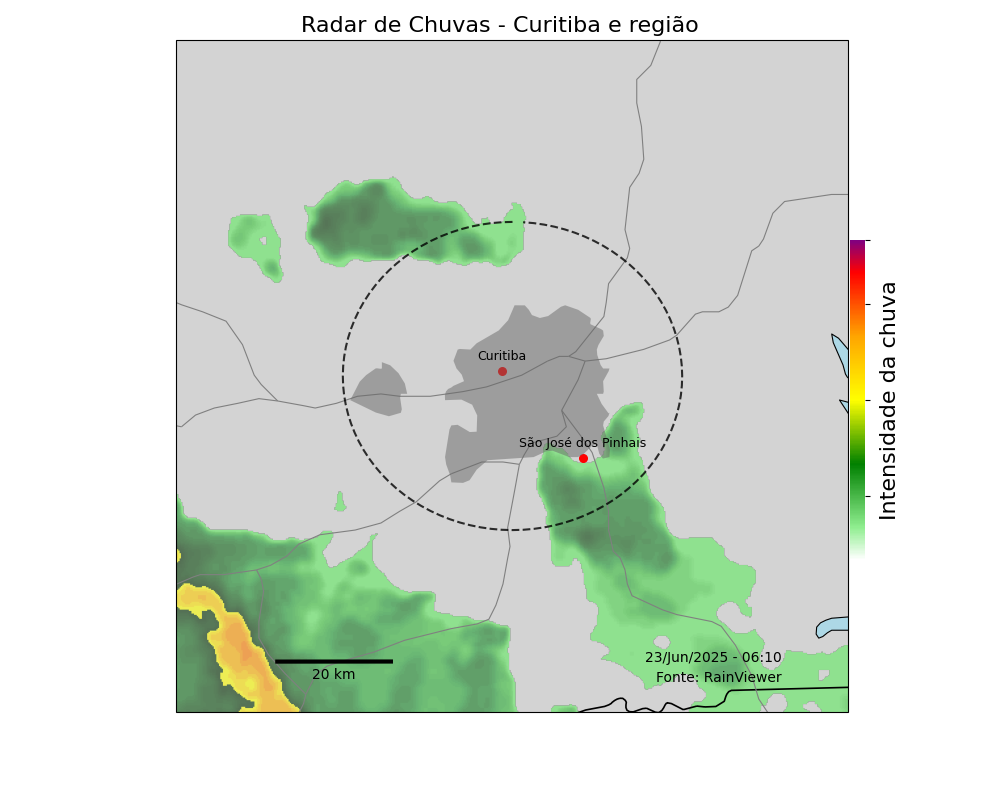 Radar de Chuvas - Curitiba e região
Curitiba
São José dos Pinhais
Intensidade da chuva
23/Jun/2025 - 06:10
20 km
Fonte: RainViewer